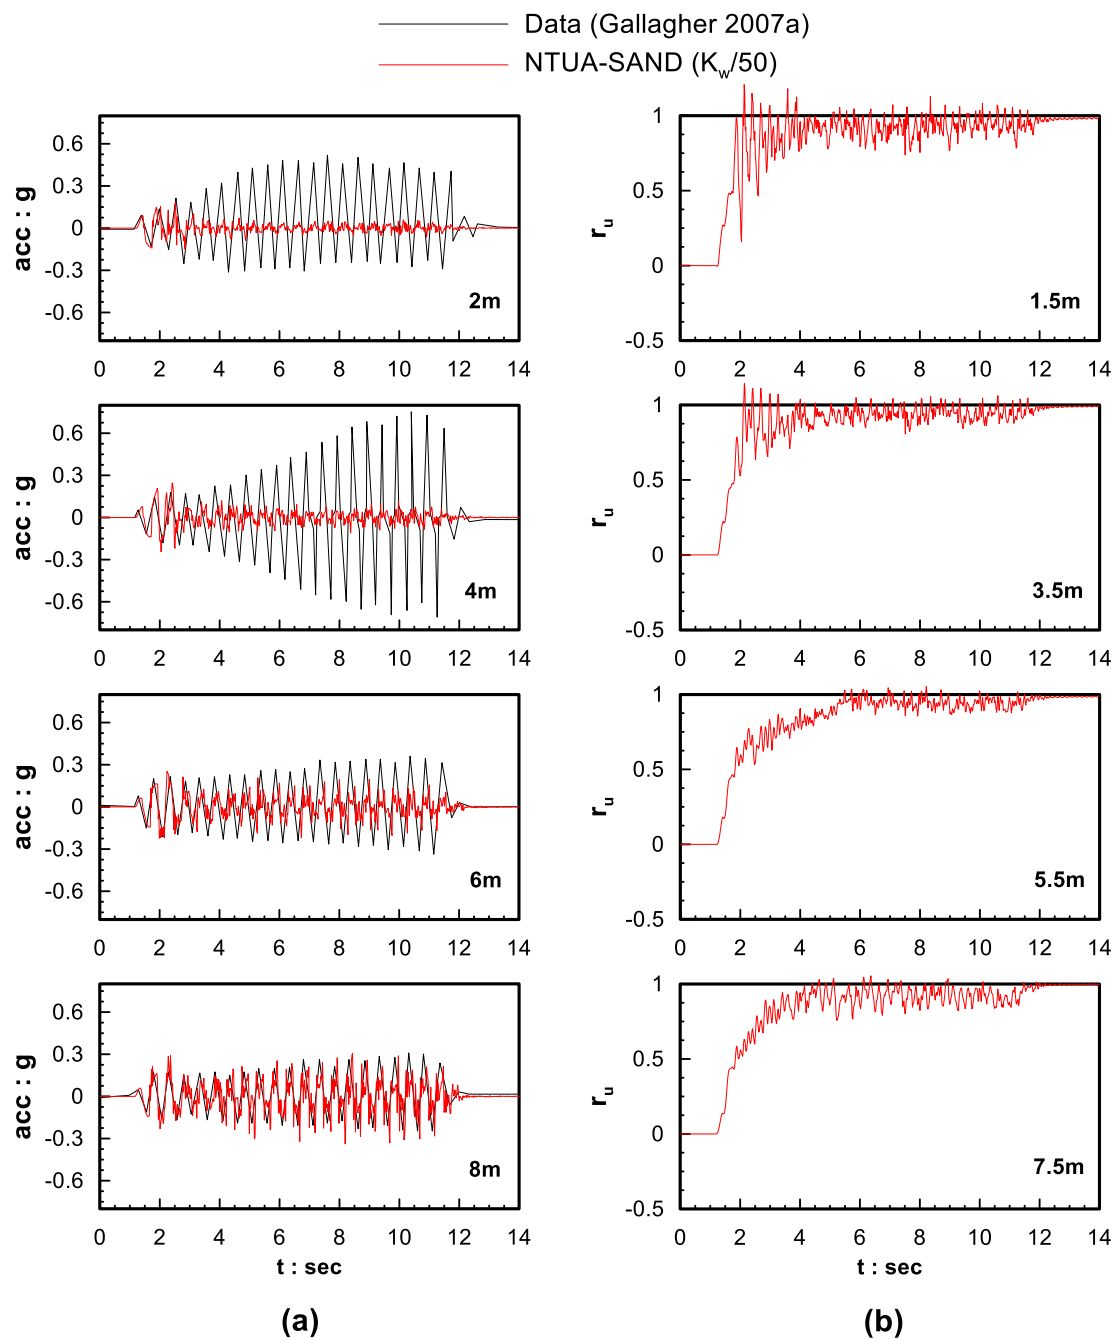 Data (Gallagher 2007a)
NTUA-SAND (Kw/50)
acc : g
0.6
0.3
0
-0.3
-0.6
2m
0 2 4 6 8 10 12 14
ru
1
0.5
0
-0.5
1.5m
0 2 4 6 8 10 12 14
acc : g
0.6
0.3
0
-0.3
-0.6
4m
0 2 4 6 8 10 12 14
ru
1
0.5
0
-0.5
3.5m
0 2 4 6 8 10 12 14
acc : g
0.6
0.3
0
-0.3
-0.6
6m
0 2 4 6 8 10 12 14
ru
1
0.5
0
-0.5
5.5m
0 2 4 6 8 10 12 14
acc : g
0.6
0.3
0
-0.3
-0.6
8m
0 2 4 6 8 10 12 14
t : sec
(a)
ru
1
0.5
0
-0.5
7.5m
0 2 4 6 8 10 12 14
t : sec
(b)